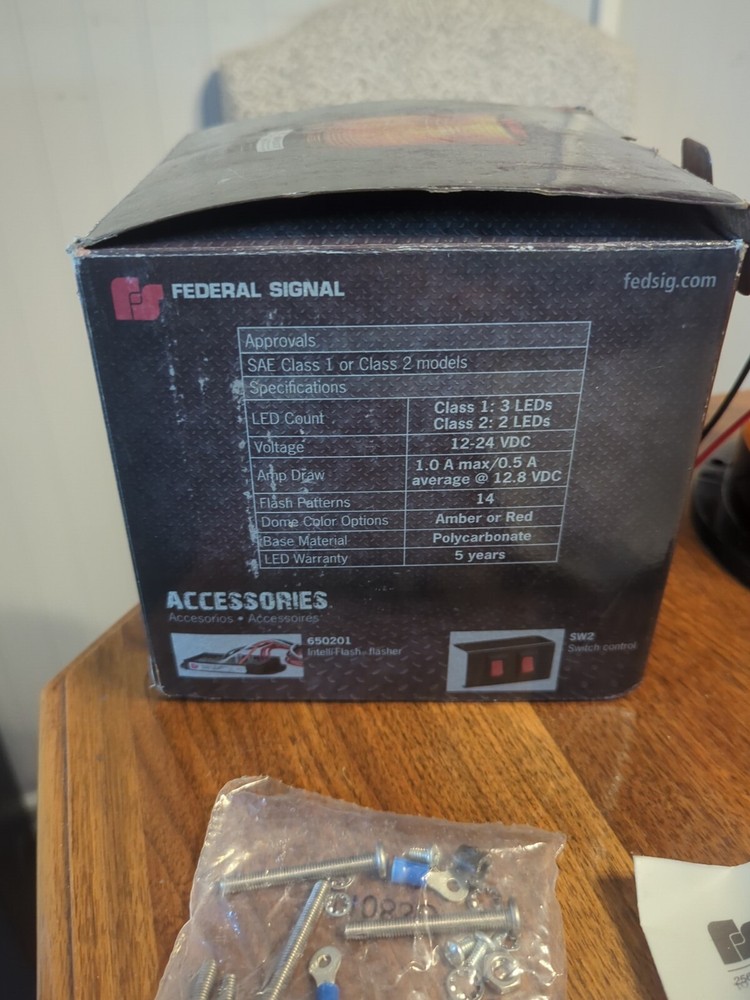 FEDERAL SIGNAL
fedsig.com
Approvals
SAE Class 1 or Class 2 models
Specifications
LED Count
Class 1: 3 LEDs
Class 2: 2 LEDs
Voltage
12-24 VDC
Amp Draw
1.0 A max/0.5 A
average @ 12.8 VDC
Flash Patterns
14
Dome Color Options
Amber or Red
Base Material
Polycarbonate
LED Warranty
5 years
ACCESSORIES
Accesorios • Accessoires
650201
IntelliFlash flasher
SW2
Switch control